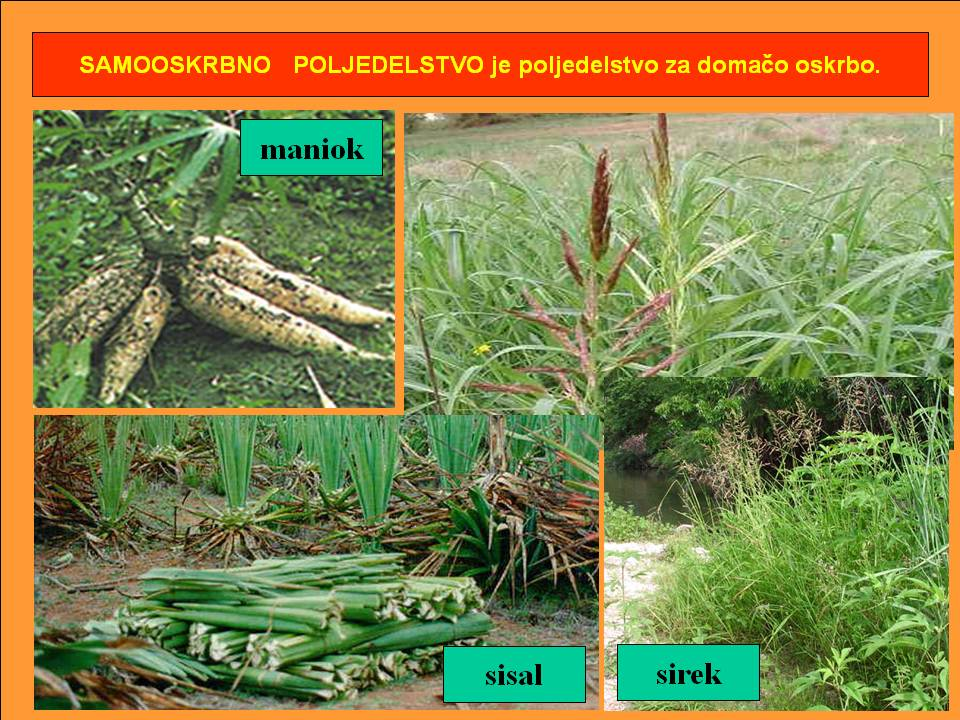 SAMOOSKRBNO POLJEDELSTVO je poljedelstvo za domačo oskrbo.
maniok
sisal
sirek